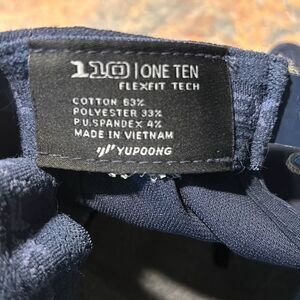 110 | ONE TEN
FLEXFIT TECH
COTTON 63%
POLYESTER 33%
P.U.SPANDEX 4%
MADE IN VIETNAM
YUPOONG